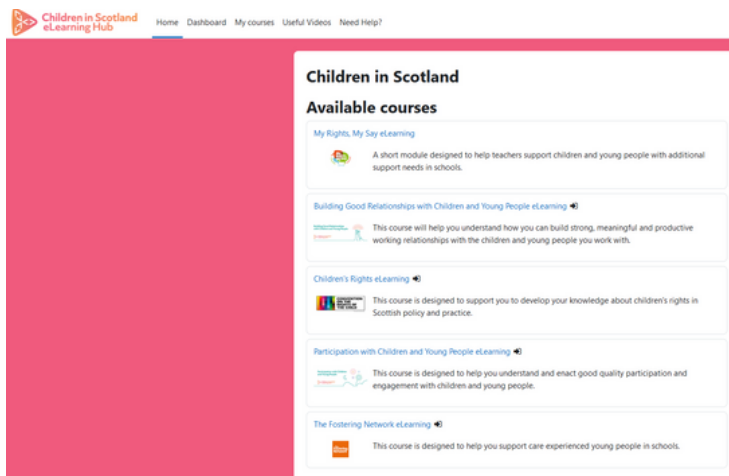 Children in Scotland
eLearning Hub
Home Dashboard My courses Useful Videos Need Help?
Children in Scotland
Available courses
My Rights, My Say eLearning
A short module designed to help teachers support children and young people with additional
support needs in schools.
Building Good Relationships with Children and Young People eLearning
This course will help you understand how you can build strong, meaningful and productive
working relationships with the children and young people you work with.
Children's Rights eLearning
This course is designed to support you to develop your knowledge about children's rights in
Scottish policy and practice.
Participation with Children and Young People eLearning
This course is designed to help you understand and enact good quality participation and
engagement with children and young people.
The Fostering Network eLearning
This course is designed to help you support care experienced young people in schools.